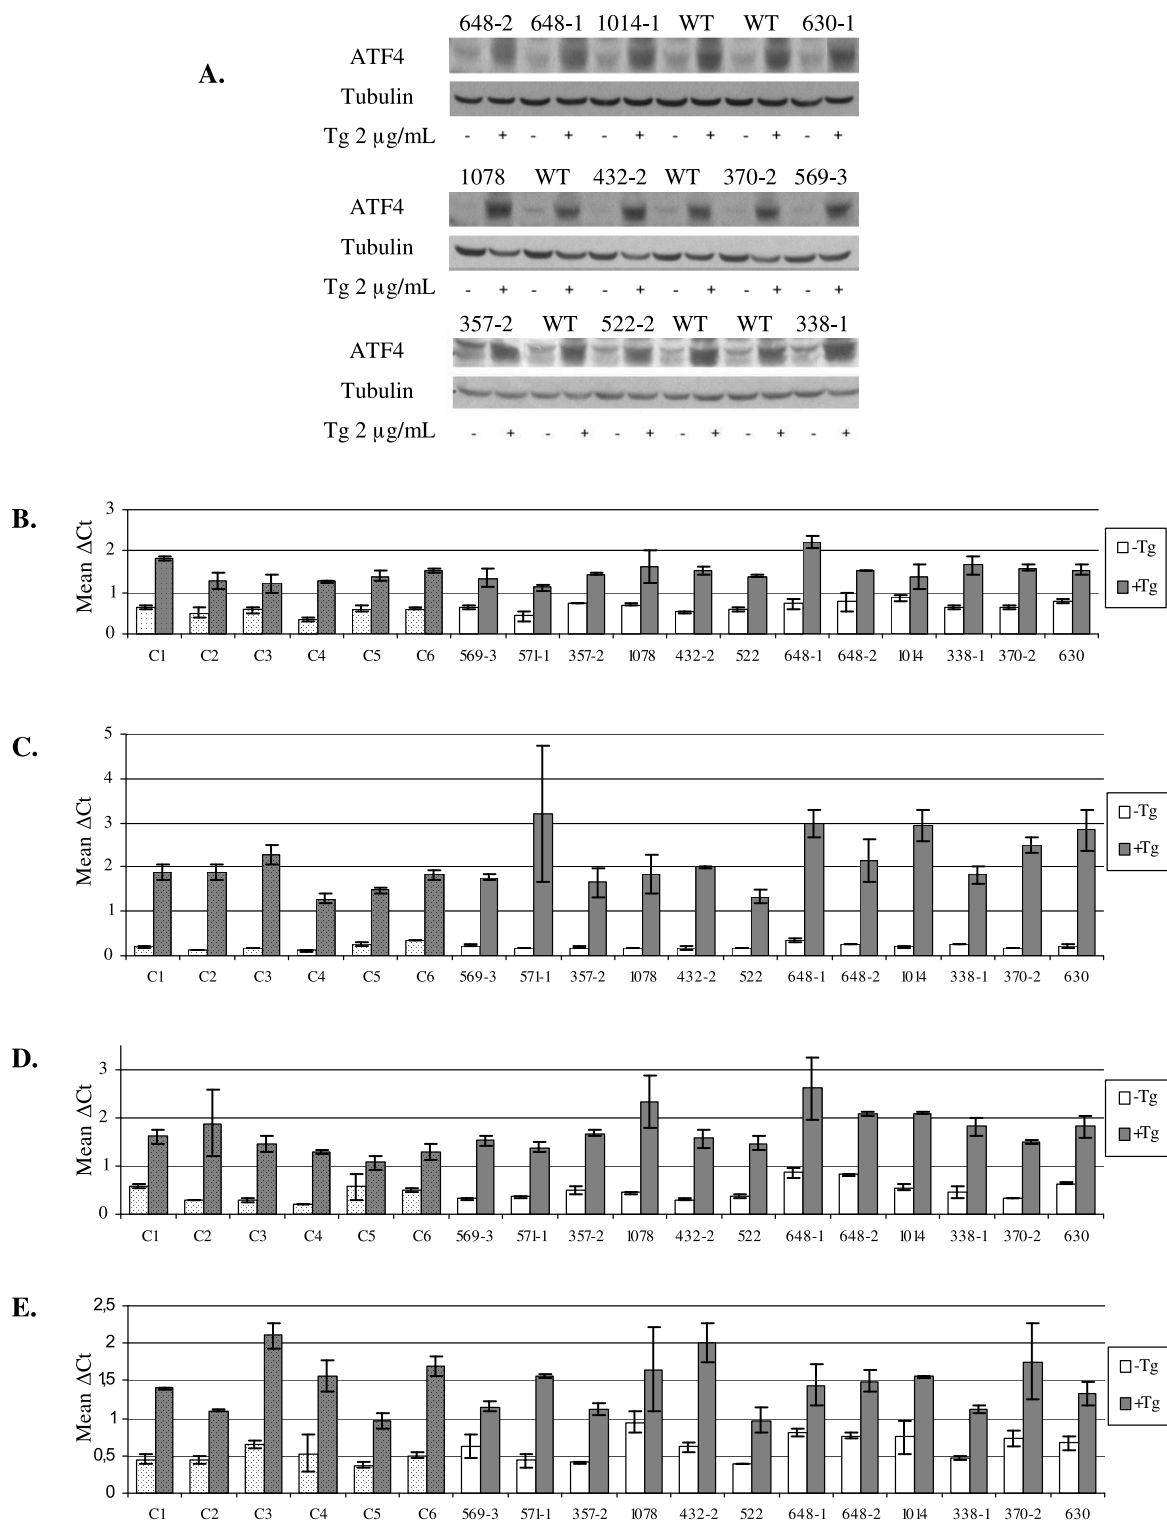 A.
648-2 648-1 1014-1 WT WT 630-1
ATF4
Tubulin
Tg 2 µg/mL - + - + - + - + - + - +
1078 WT 432-2 WT 370-2 569-3
ATF4
Tubulin
Tg 2 µg/mL - + - + - + - + - + - +
357-2 WT 522-2 WT WT 338-1
ATF4
Tubulin
Tg 2 µg/mL - + - + - + - + - + - +
B.
Mean ΔCt
3
2
1
0
C1 C2 C3 C4 C5 C6 569-3 571-1 357-2 1078 432-2 522 648-1 648-2 1014 338-1 370-2 630
-Tg
+Tg
C.
Mean ΔCt
5
4
3
2
1
0
C1 C2 C3 C4 C5 C6 569-3 571-1 357-2 1078 432-2 522 648-1 648-2 1014 338-1 370-2 630
-Tg
+Tg
D.
Mean ΔCt
3
2
1
0
C1 C2 C3 C4 C5 C6 569-3 571-1 357-2 1078 432-2 522 648-1 648-2 1014 338-1 370-2 630
-Tg
+Tg
E.
Mean ΔCt
2,5
2
1,5
1
0,5
0
C1 C2 C3 C4 C5 C6 569-3 571-1 357-2 1078 432-2 522 648-1 648-2 1014 338-1 370-2 630
-Tg
+Tg